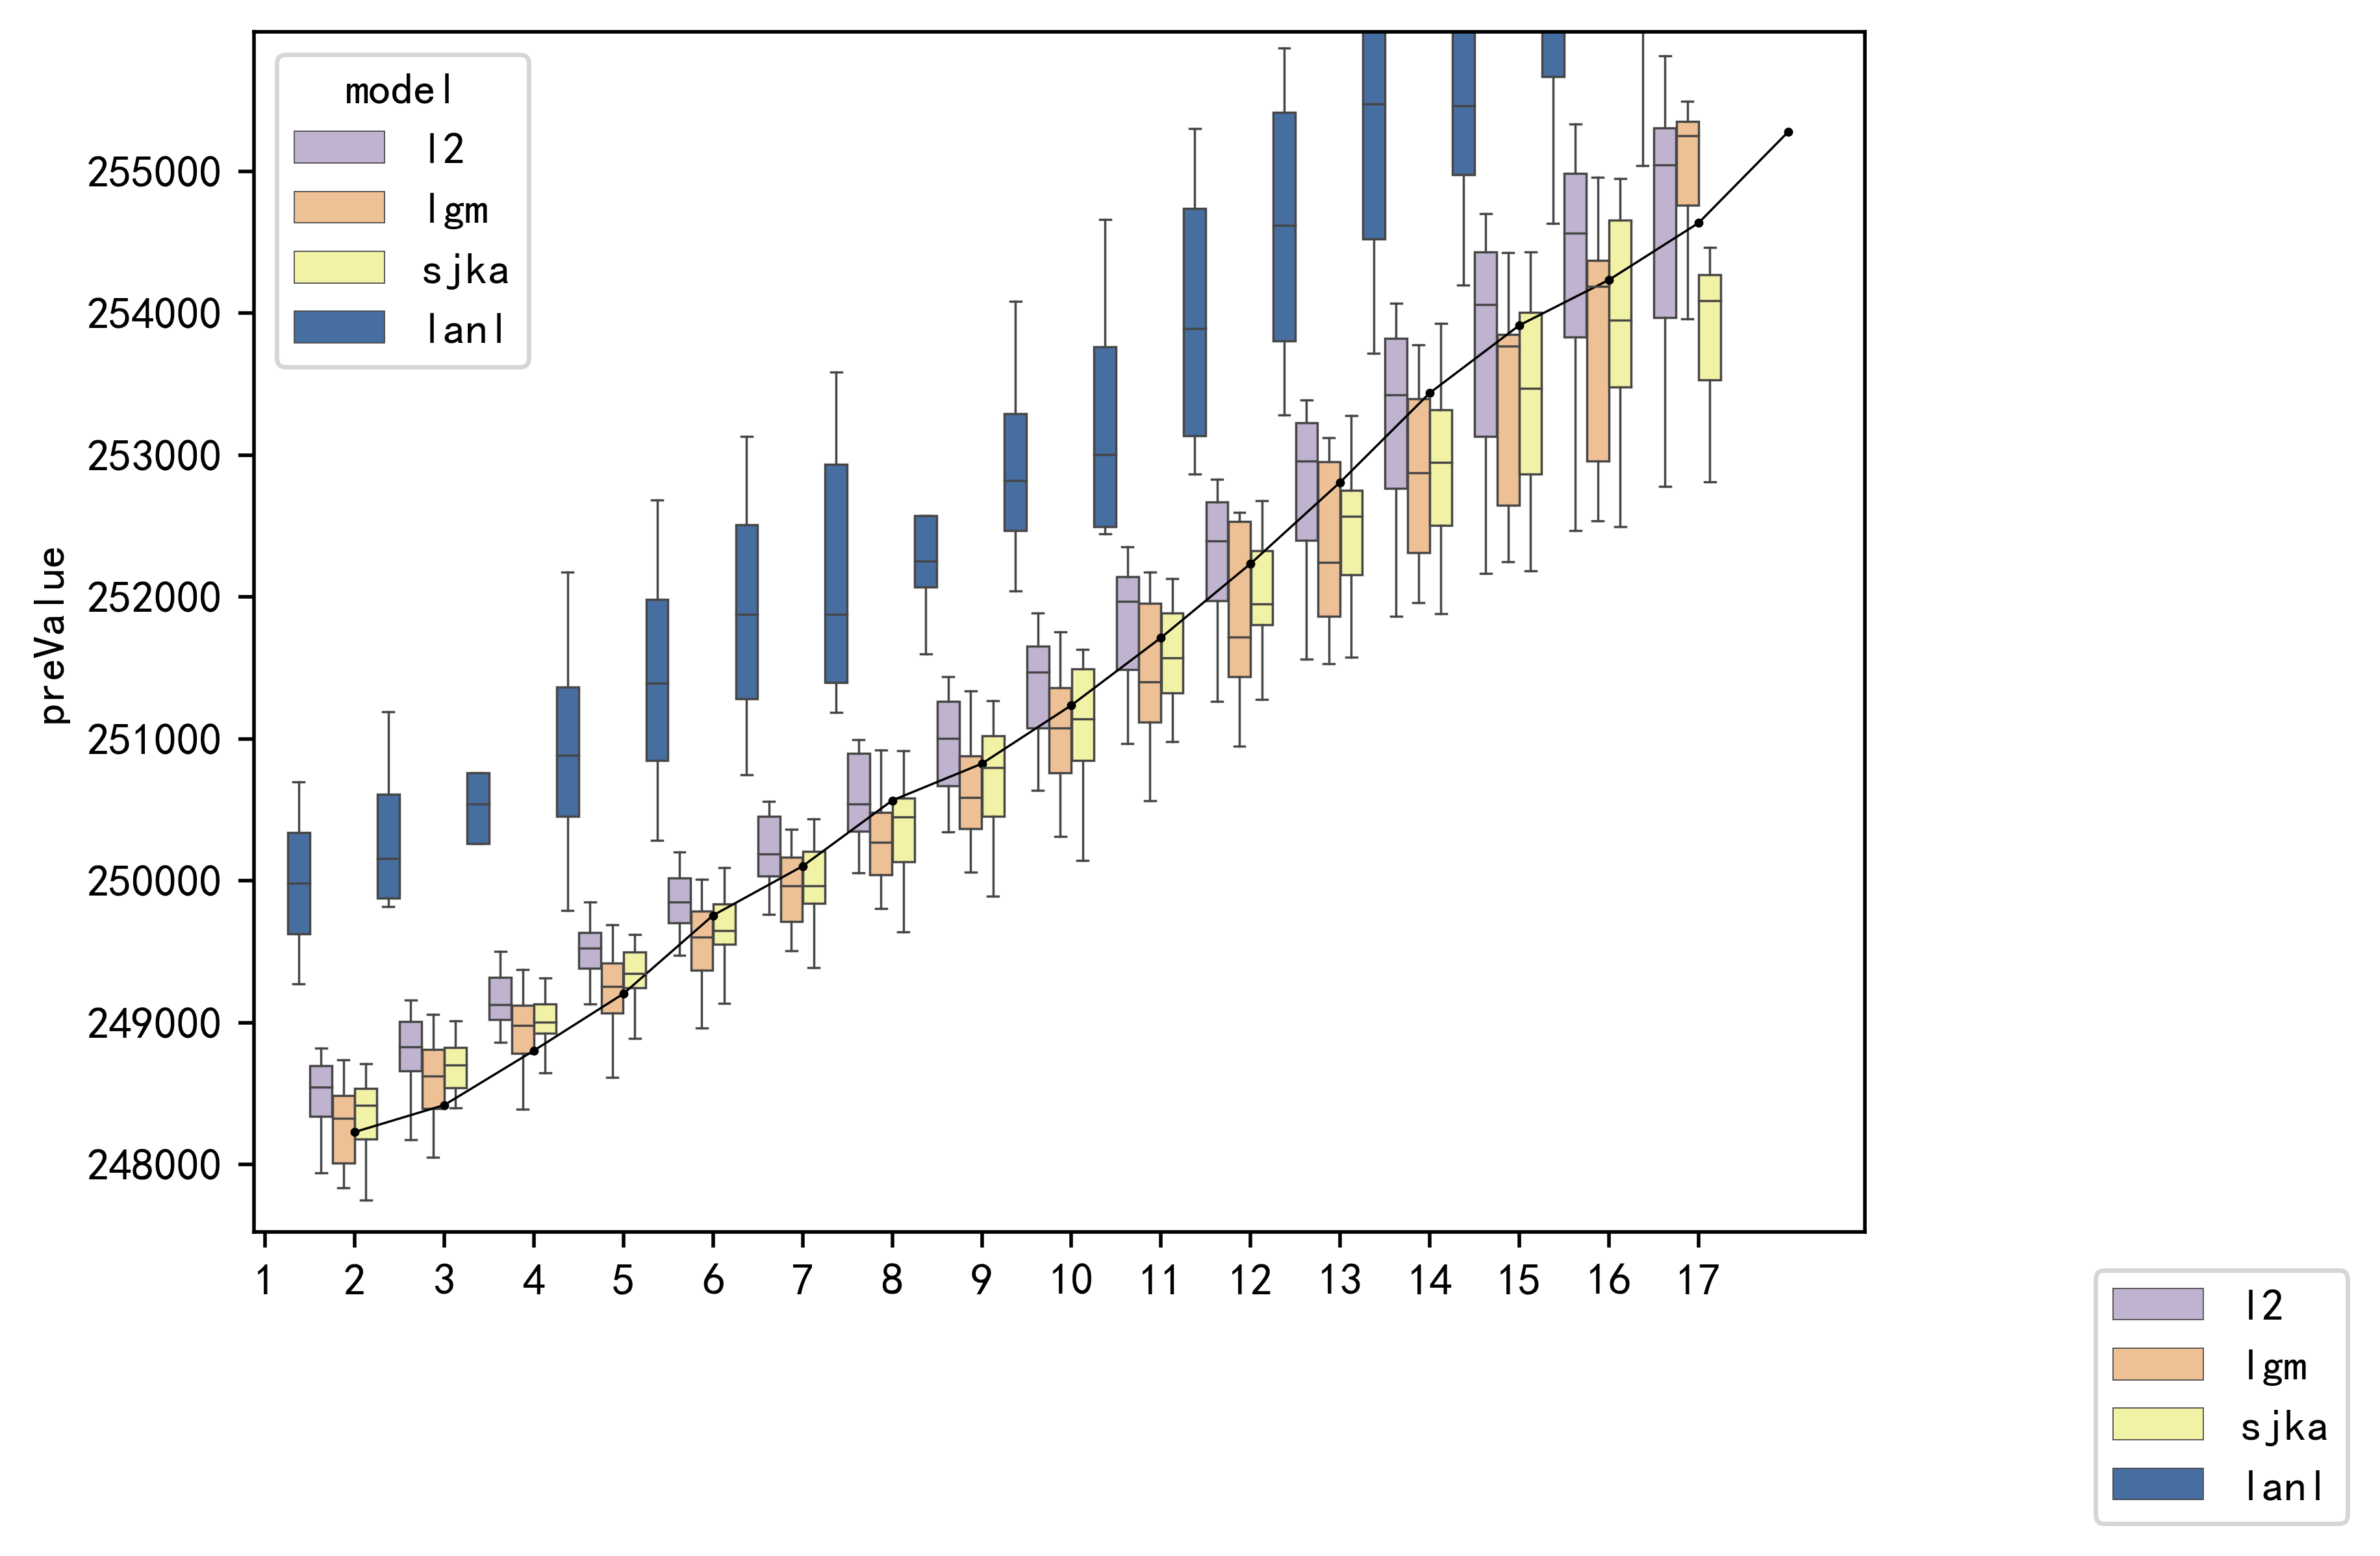 model
l2
lgm
sjka
lanl
255000
254000
253000
252000
251000
250000
249000
248000
preValue
1 2 3 4 5 6 7 8 9 10 11 12 13 14 15 16 17
l2
lgm
sjka
lanl